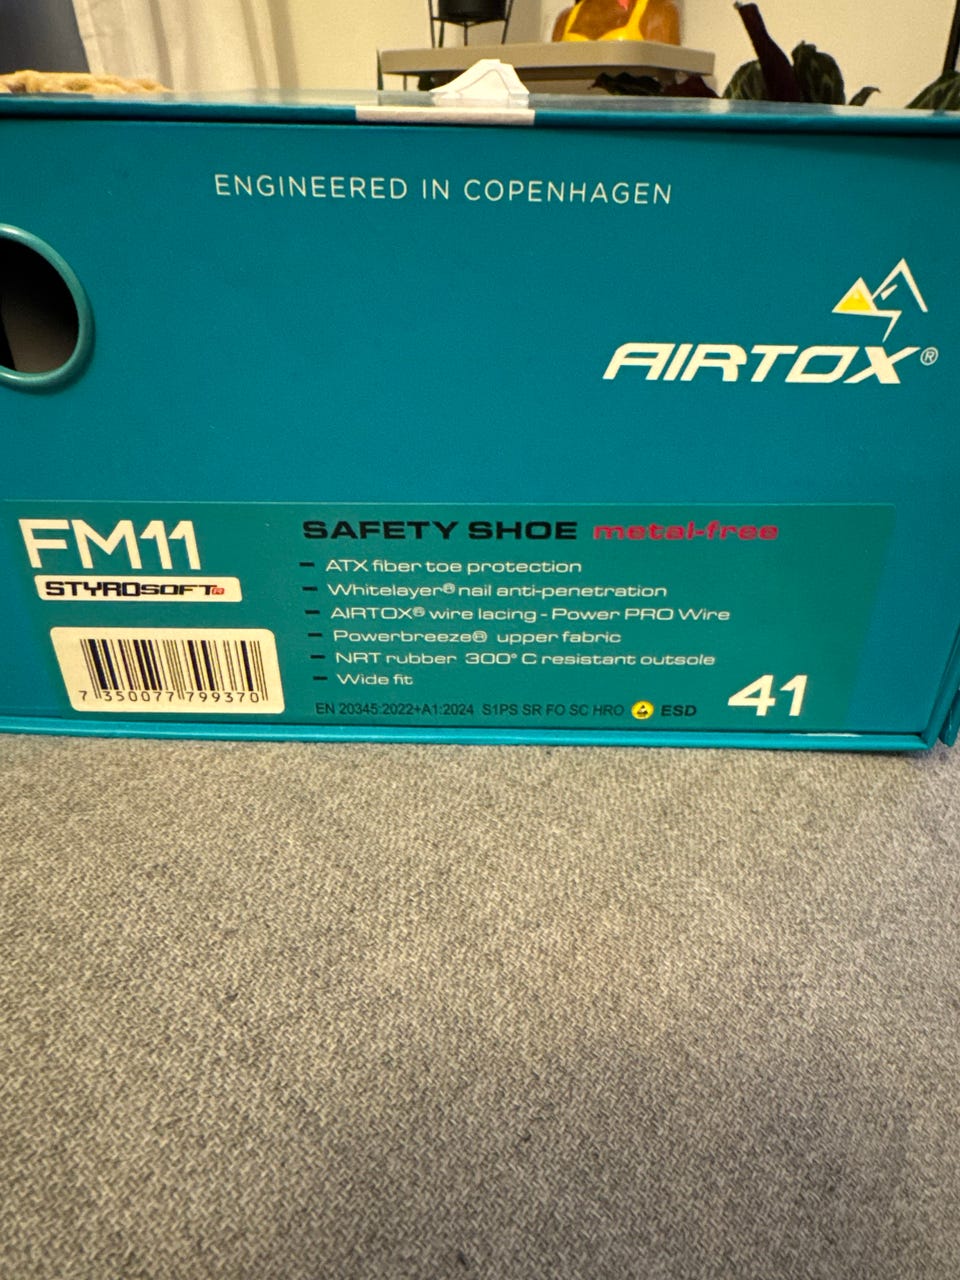 ENGINEERED IN COPENHAGEN
AIRTOX®
FM11
STYROSOFT
SAFETY SHOE metal-free
- ATX fiber toe protection
- Whitelayer® nail anti-penetration
- AIRTOX® wire lacing - Power PRO Wire
- Powerbreeze® upper fabric
- NRT rubber 300° C resistant outsole
- Wide fit
7 350077 799370
EN 20345:2022+A1:2024 S1PS SR FO SC HRO ESD
41